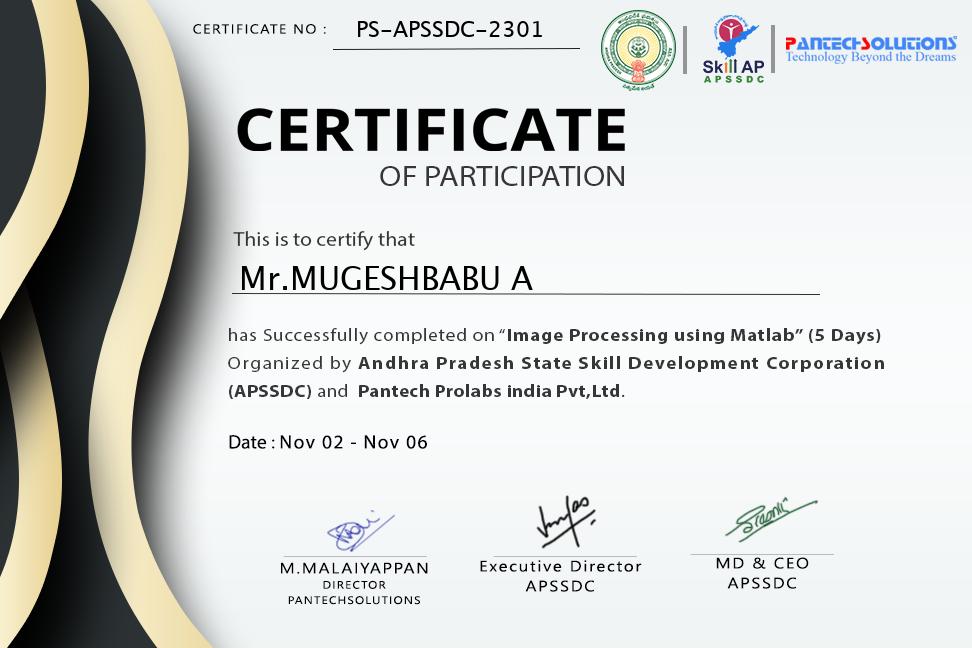 CERTIFICATE NO : PS-APSSDC-2301
Skill AP
APSSDC
PANTECHSOLUTIONS
Technology Beyond the Dreams
CERTIFICATE
OF PARTICIPATION
This is to certify that
Mr.MUGESHBABU A
has Successfully completed on “Image Processing using Matlab” (5 Days)
Organized by Andhra Pradesh State Skill Development Corporation
(APSSDC) and Pantech Prolabs india Pvt,Ltd.
Date : Nov 02 - Nov 06
M.MALAIYAPPAN
DIRECTOR
PANTECHSOLUTIONS
Executive Director
APSSDC
MD & CEO
APSSDC